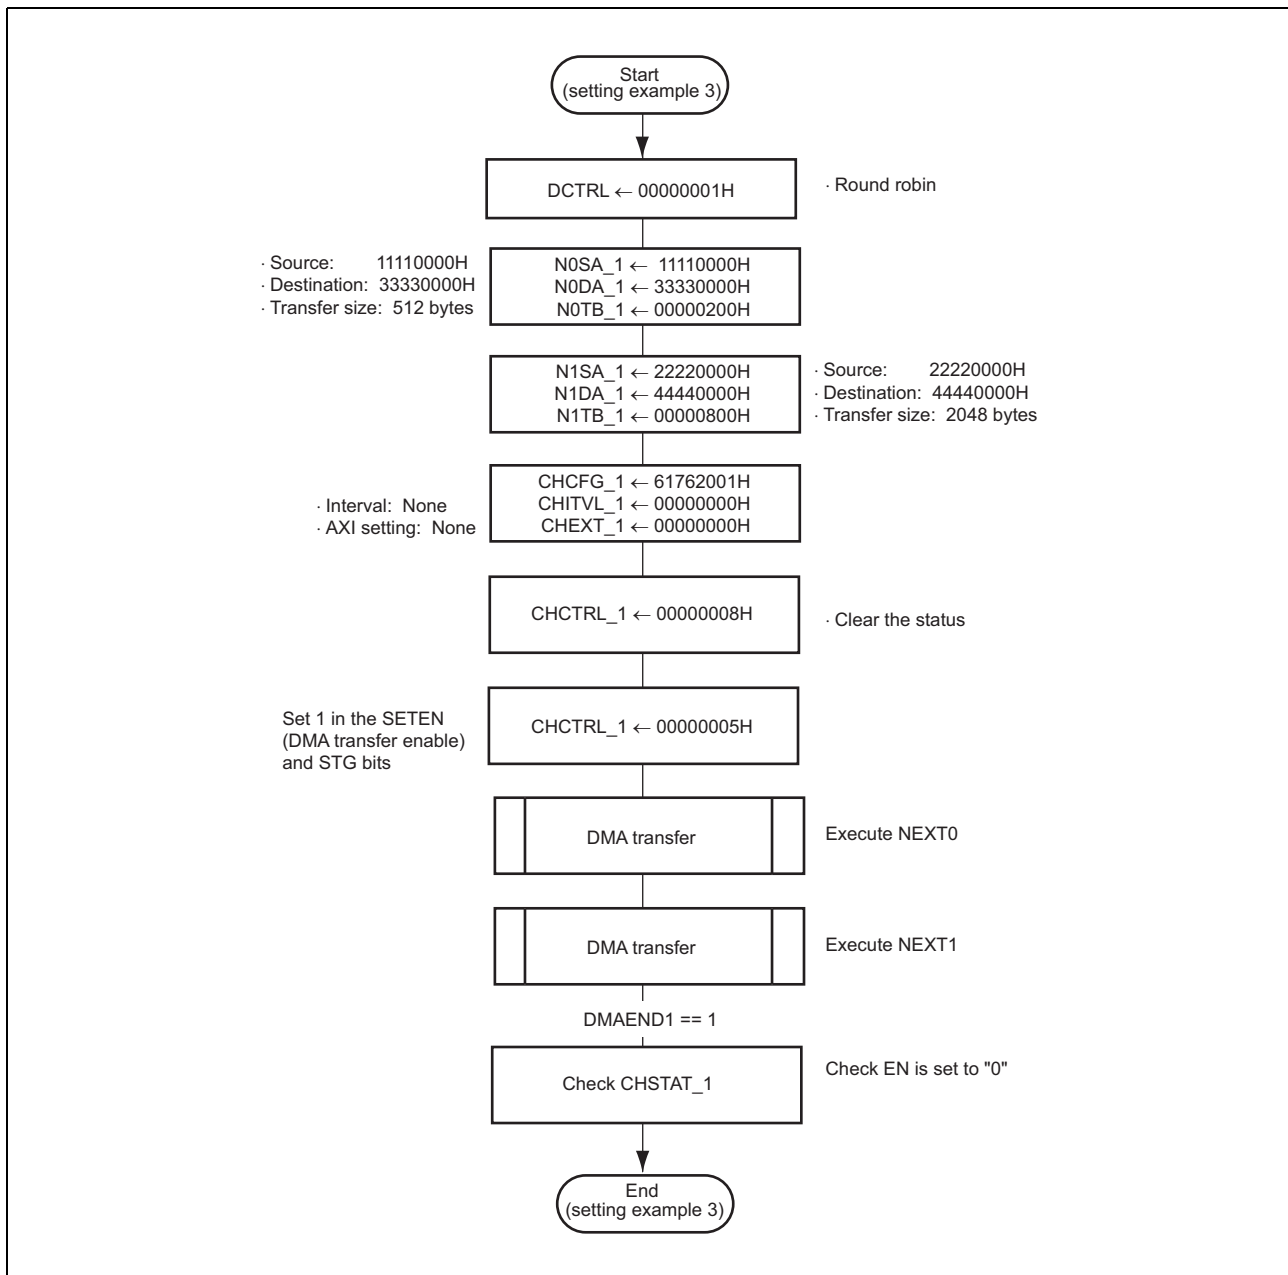 Start
(setting example 3)
DCTRL ← 00000001H
· Round robin
· Source: 11110000H
· Destination: 33330000H
· Transfer size: 512 bytes
N0SA_1 ← 11110000H
N0DA_1 ← 33330000H
N0TB_1 ← 00000200H
N1SA_1 ← 22220000H
N1DA_1 ← 44440000H
N1TB_1 ← 00000800H
· Source: 22220000H
· Destination: 44440000H
· Transfer size: 2048 bytes
· Interval: None
· AXI setting: None
CHCFG_1 ← 61762001H
CHITVL_1 ← 00000000H
CHEXT_1 ← 00000000H
CHCTRL_1 ← 00000008H
· Clear the status
Set 1 in the SETEN
(DMA transfer enable)
and STG bits
CHCTRL_1 ← 00000005H
DMA transfer
Execute NEXT0
DMA transfer
Execute NEXT1
DMAEND1 == 1
Check CHSTAT_1
Check EN is set to "0"
End
(setting example 3)